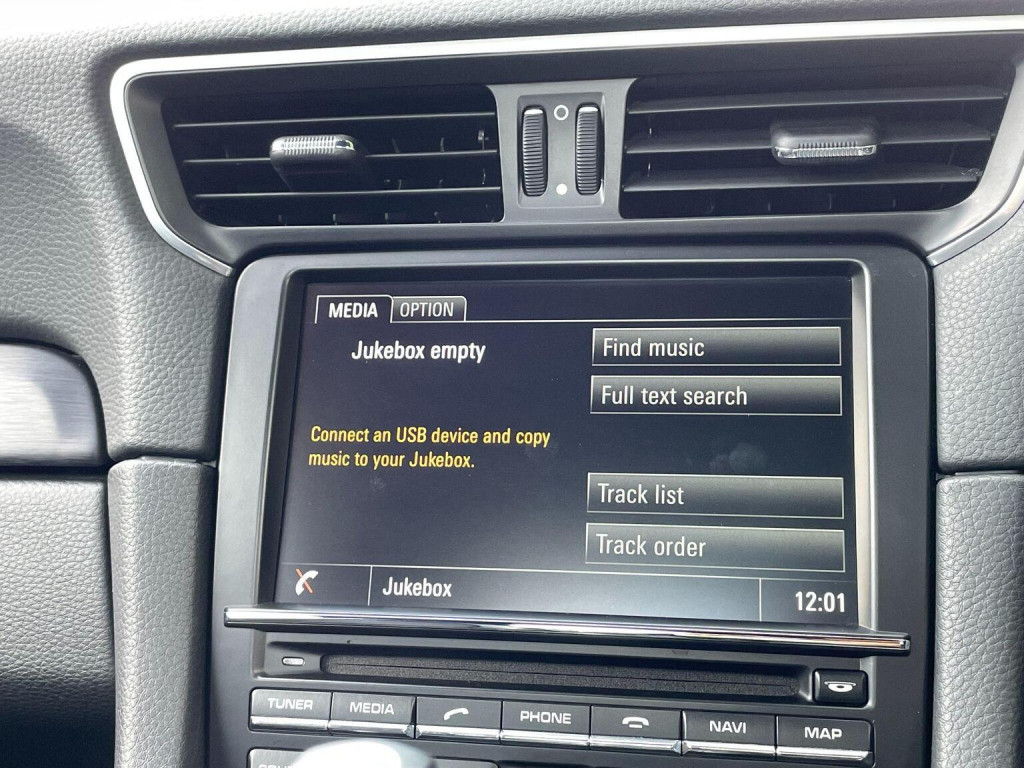 MEDIA OPTION
Jukebox empty
Find music
Full text search
Connect an USB device and copy
music to your Jukebox.
Track list
Track order
Jukebox
12:01
TUNER MEDIA PHONE NAVI MAP